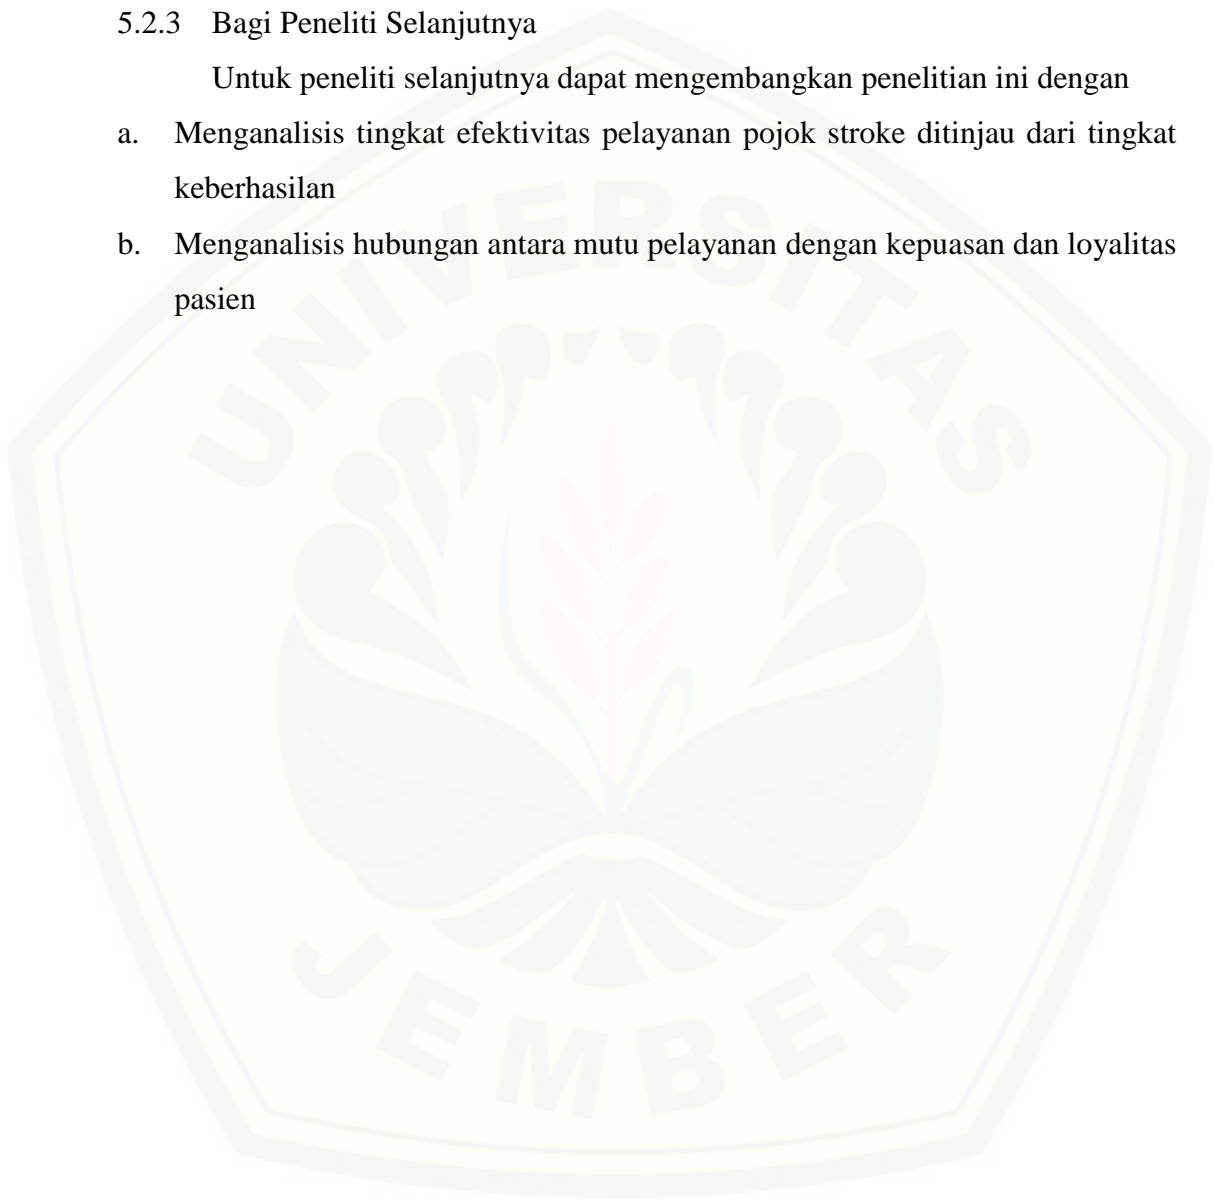 5.2.3 Bagi Peneliti Selanjutnya
Untuk peneliti selanjutnya dapat mengembangkan penelitian ini dengan
a. Menganalisis tingkat efektivitas pelayanan pojok stroke ditinjau dari tingkat
keberhasilan
b. Menganalisis hubungan antara mutu pelayanan dengan kepuasan dan loyalitas
pasien
UNIVERSITAS
JEMBER